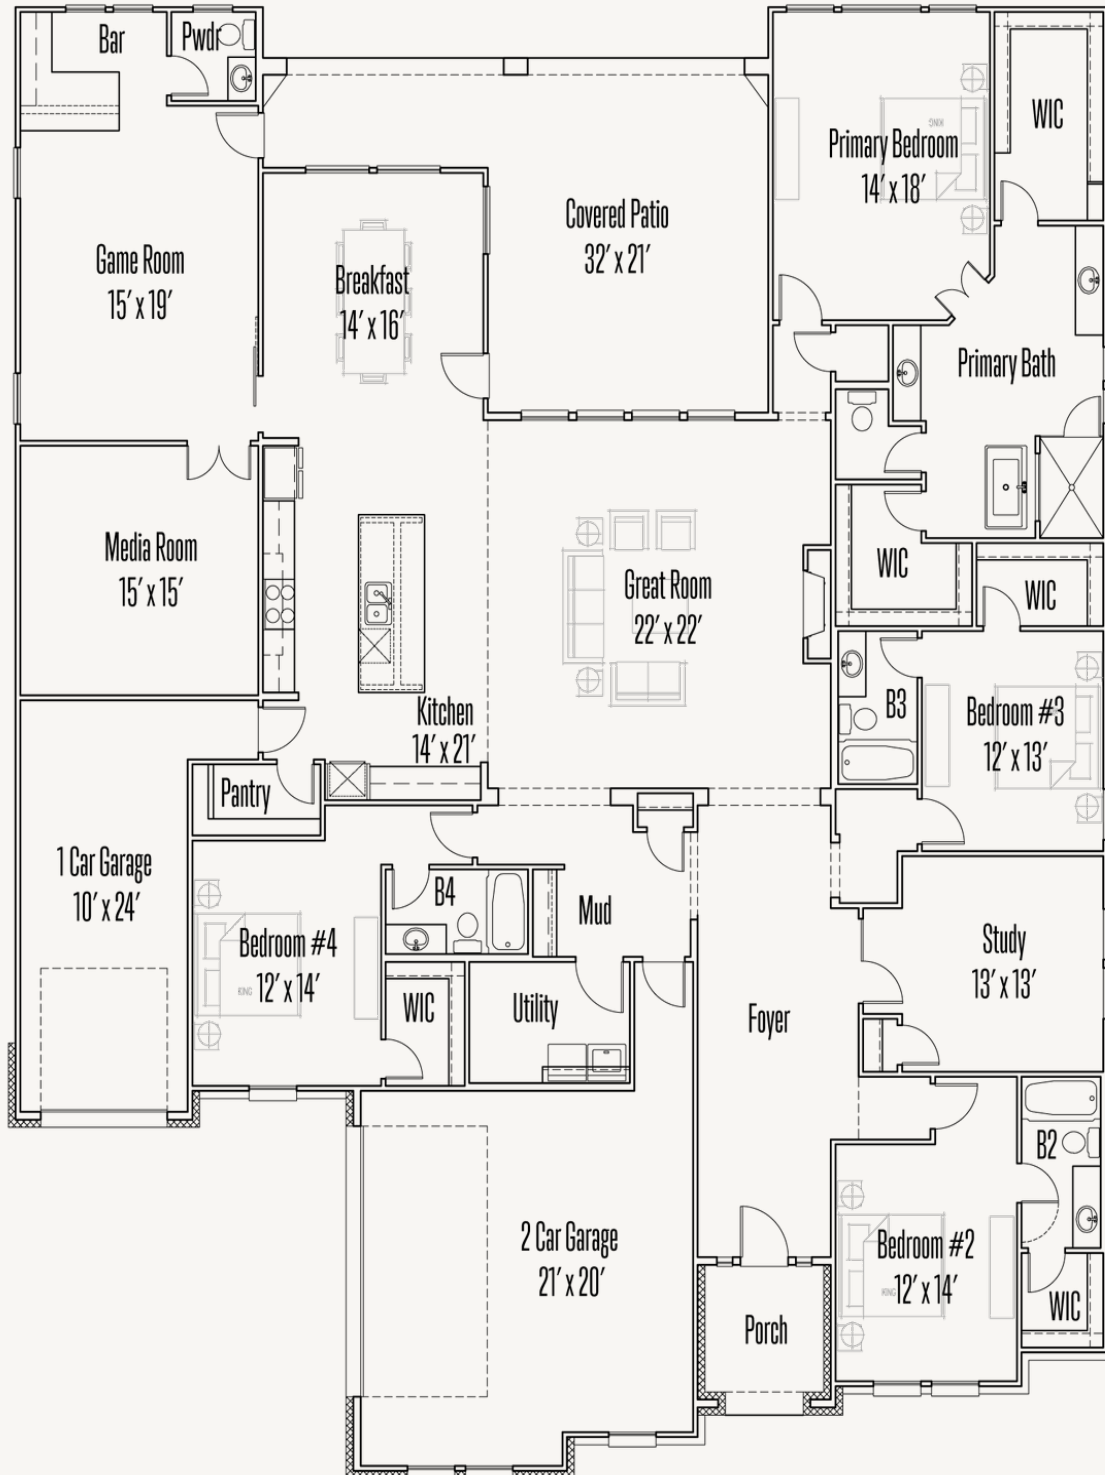 Bar
Pwdr
Primary Bedroom
14' x 18'
KING
WIC
Covered Patio
32' x 21'
Game Room
15' x 19'
Breakfast
14' x 16'
Primary Bath
Media Room
15' x 15'
Great Room
22' x 22'
WIC
WIC
Kitchen
14' x 21'
B3
Bedroom #3
12' x 13'
Pantry
1 Car Garage
10' x 24'
B4
Mud
Bedroom #4
12' x 14'
KING
WIC
Utility
Foyer
Study
13' x 13'
B2
2 Car Garage
21' x 20'
Bedroom #2
12' x 14'
KING
WIC
Porch